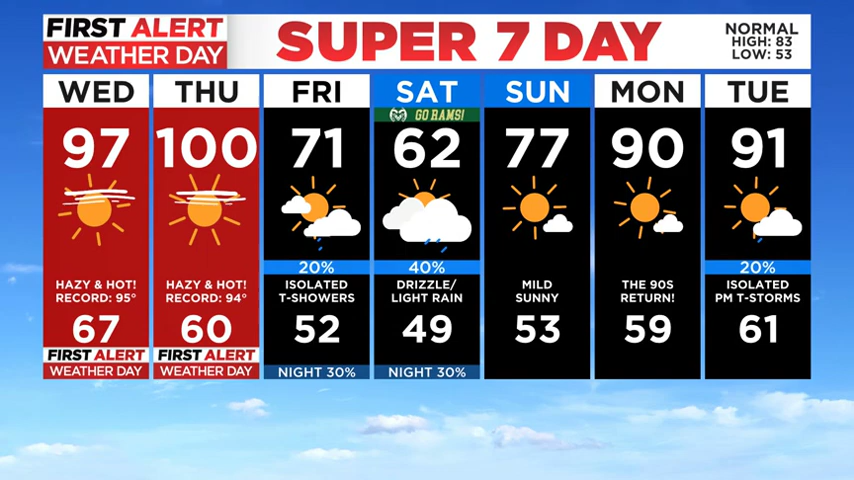 FIRST ALERT
WEATHER DAY
SUPER 7 DAY
NORMAL
HIGH: 83
LOW: 53
WED
97
HAZY & HOT!
RECORD: 95°
67
FIRST ALERT
WEATHER DAY
THU
100
HAZY & HOT!
RECORD: 94°
60
FIRST ALERT
WEATHER DAY
FRI
71
20%
ISOLATED
T-SHOWERS
52
NIGHT 30%
SAT
GO RAMS!
62
40%
DRIZZLE/
LIGHT RAIN
49
NIGHT 30%
SUN
77
MILD
SUNNY
53
MON
90
THE 90S
RETURN!
59
TUE
91
20%
ISOLATED
PM T-STORMS
61